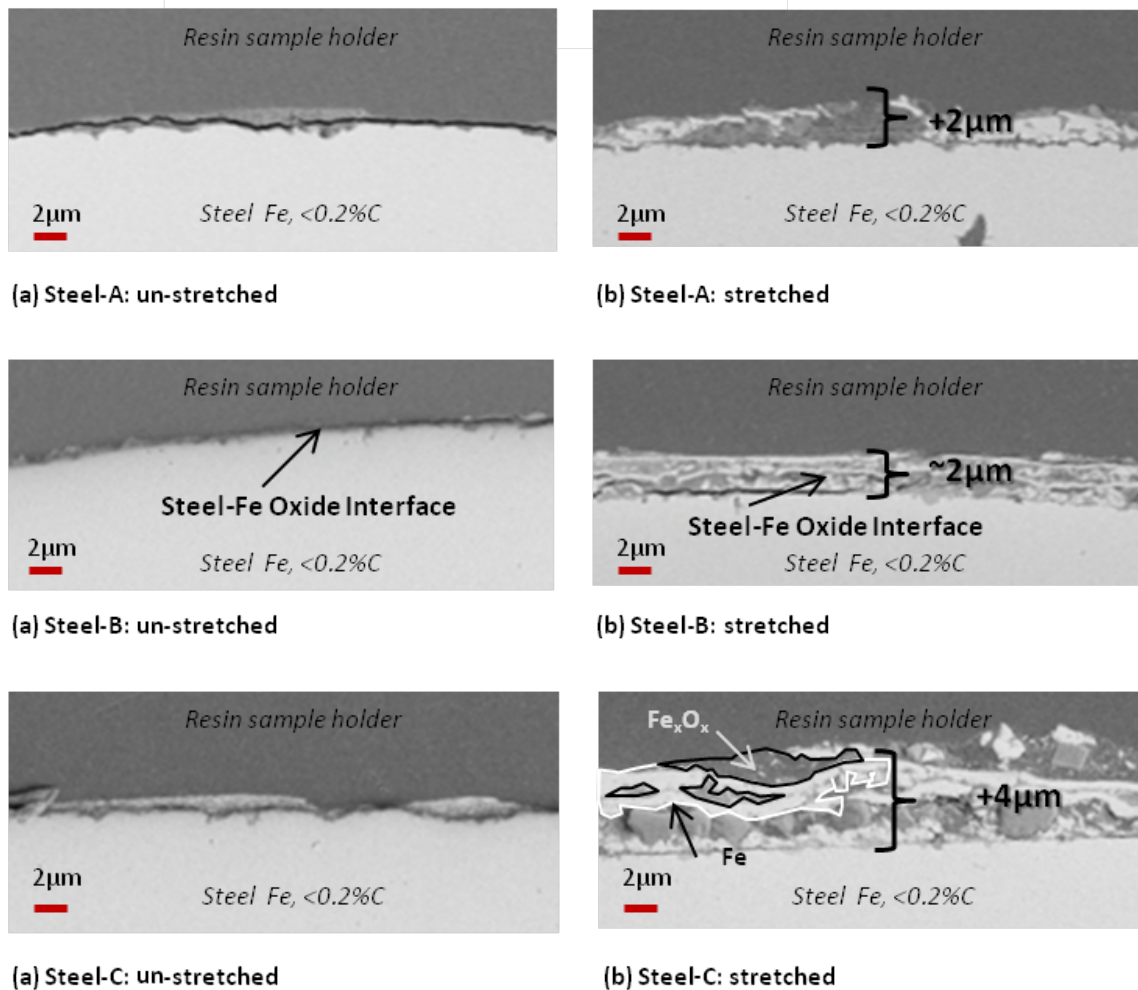 Resin sample holder
2µm
Steel Fe, <0.2%C
(a) Steel-A: un-stretched
Resin sample holder
+2µm
2µm
Steel Fe, <0.2%C
(b) Steel-A: stretched
Resin sample holder
Steel-Fe Oxide Interface
2µm
Steel Fe, <0.2%C
(a) Steel-B: un-stretched
Resin sample holder
~2µm
Steel-Fe Oxide Interface
2µm
Steel Fe, <0.2%C
(b) Steel-B: stretched
Resin sample holder
2µm
Steel Fe, <0.2%C
(a) Steel-C: un-stretched
FexOx
Resin sample holder
+4µm
Fe
2µm
Steel Fe, <0.2%C
(b) Steel-C: stretched